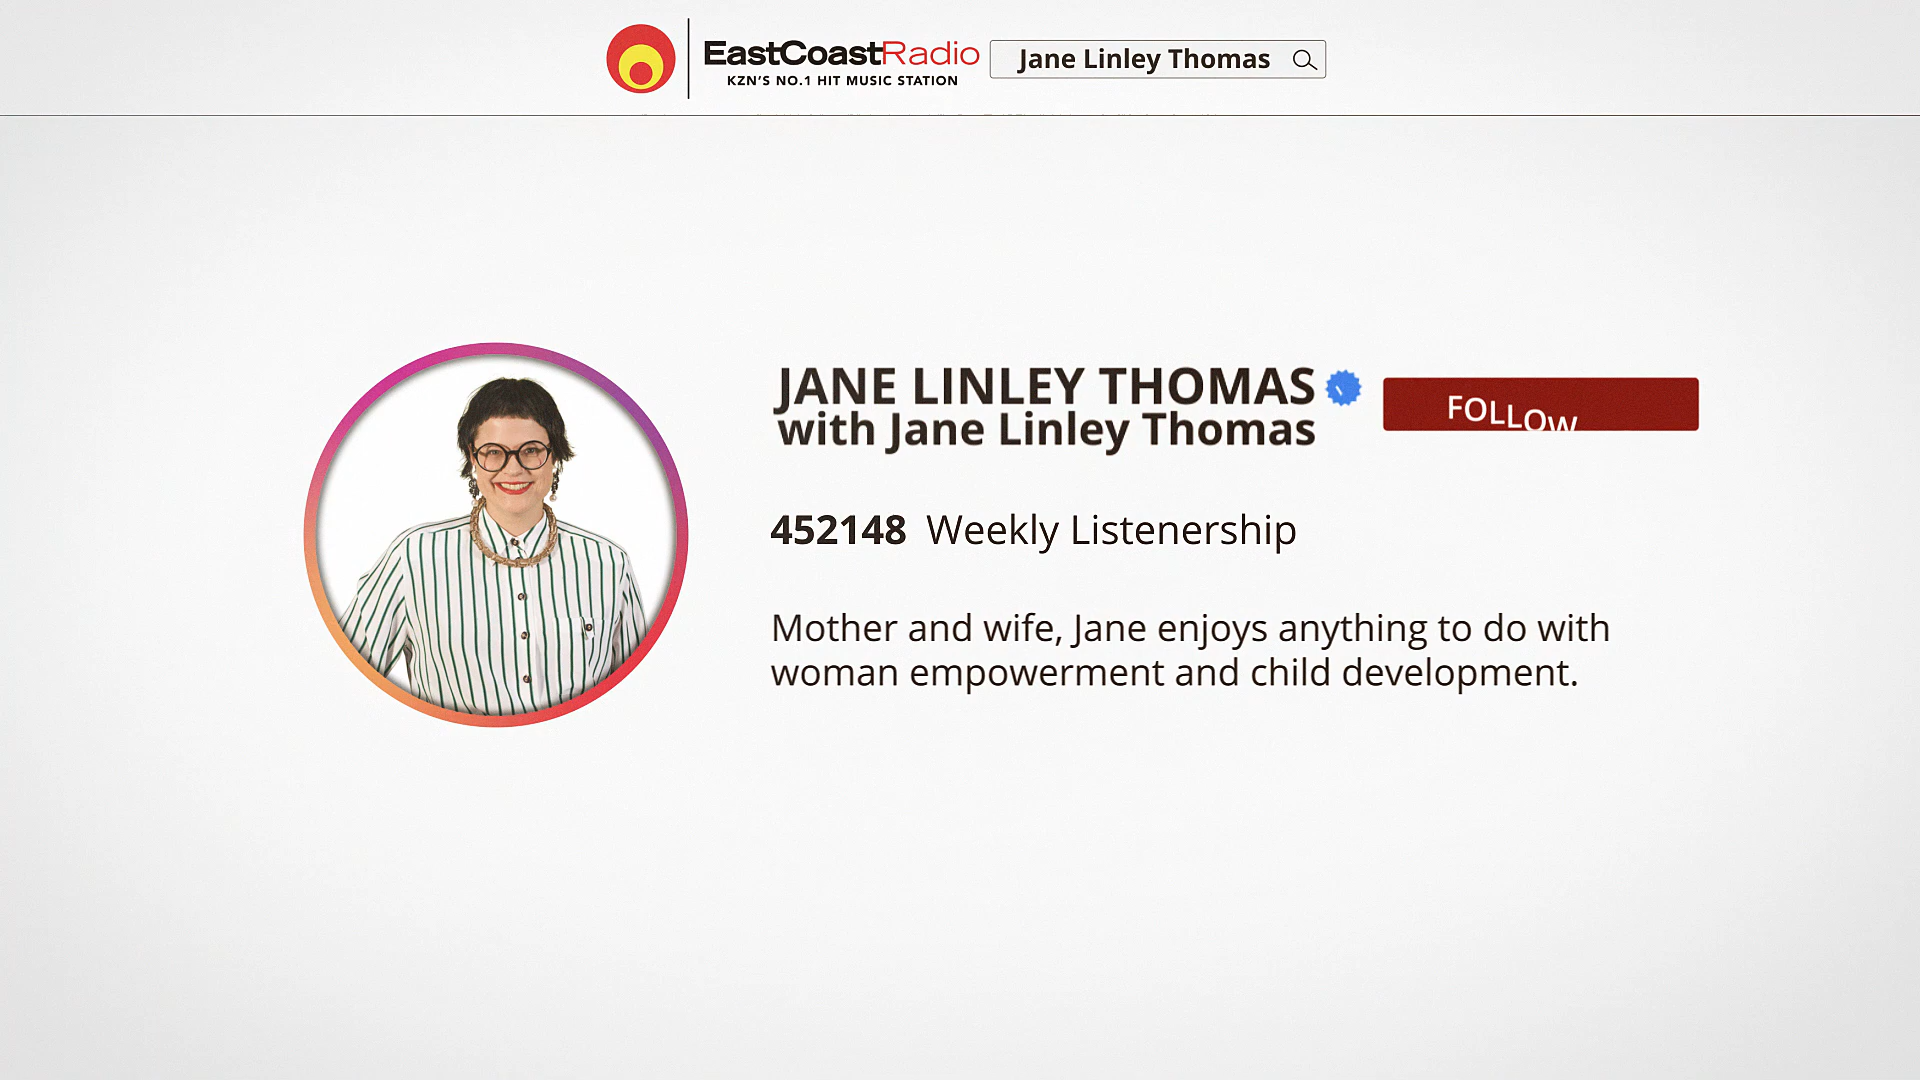 EastCoastRadio
KZN'S NO.1 HIT MUSIC STATION
Jane Linley Thomas
JANE LINLEY THOMAS
with Jane Linley Thomas
FOLLOW
452148 Weekly Listenership
Mother and wife, Jane enjoys anything to do with
woman empowerment and child development.